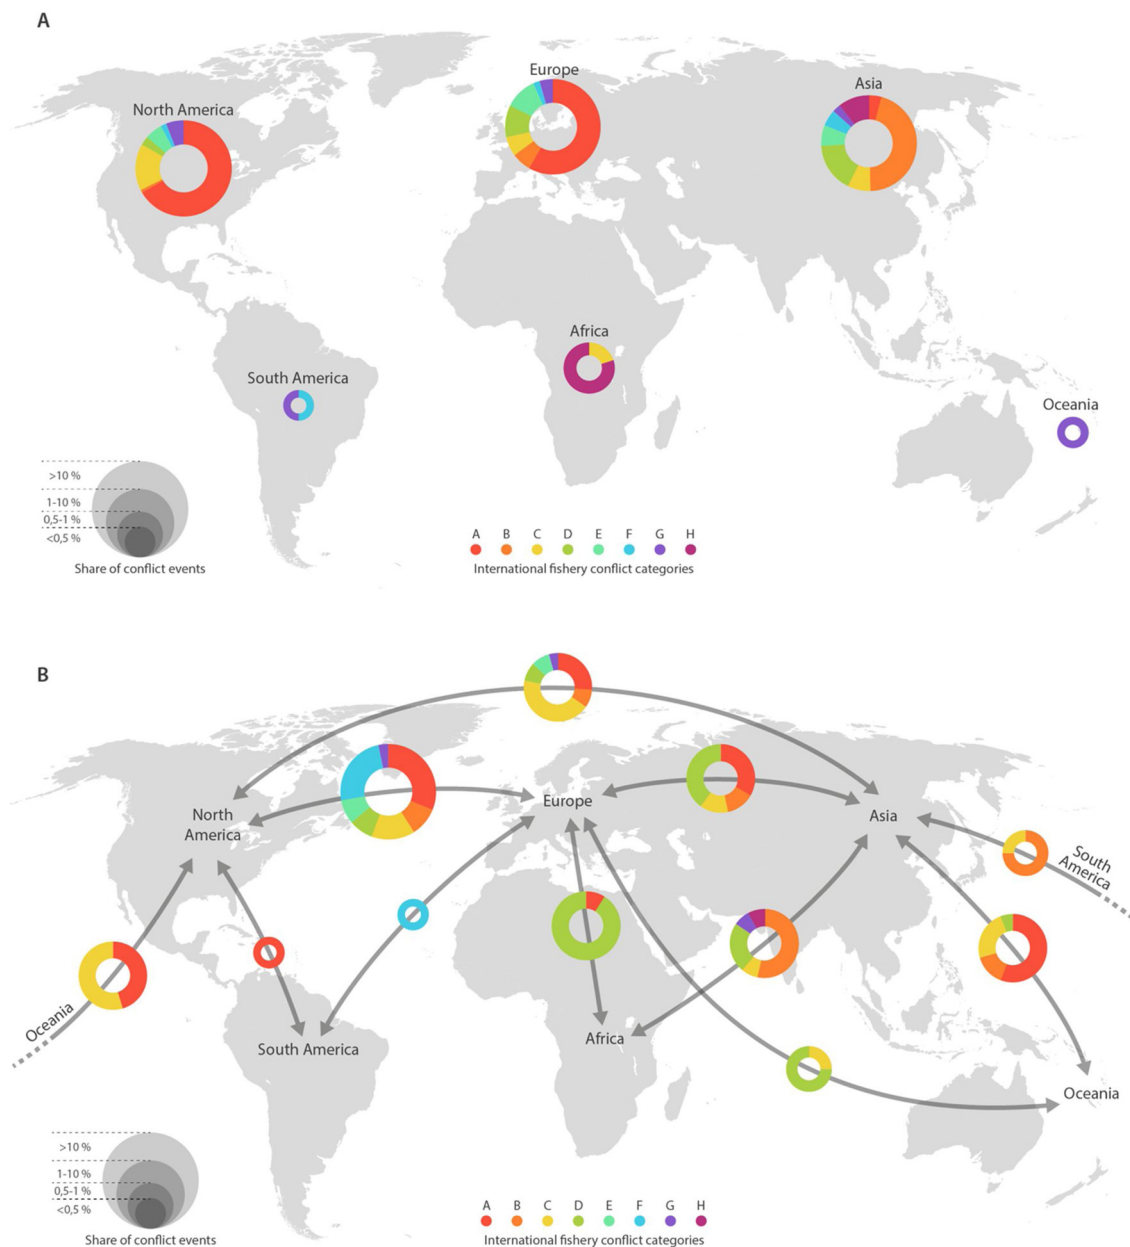 A
Europe
Asia
North America
Africa
South America
Oceania
>10 %
1-10 %
0,5-1 %
<0,5 %
Share of conflict events
A B C D E F G H
International fishery conflict categories
B
North
America
Europe
Asia
South
America
Oceania
South America
Africa
Oceania
>10 %
1-10 %
0,5-1 %
<0,5 %
Share of conflict events
A B C D E F G H
International fishery conflict categories